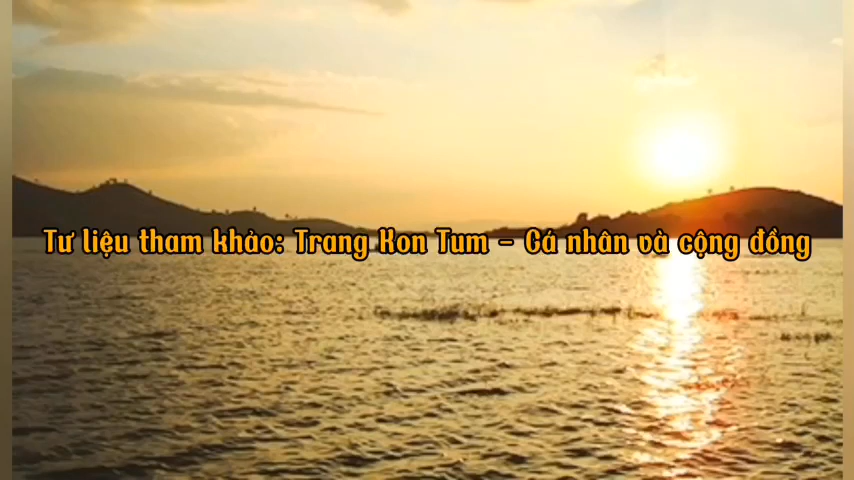 Tư liệu tham khảo: Trang Kon Tum - Cá nhân và cộng đồng